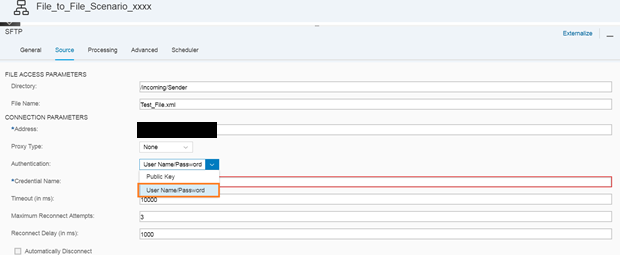 File_to_File_Scenario_xxxx
SFTP
Externalize
General Source Processing Advanced Scheduler
FILE ACCESS PARAMETERS
Directory: /incoming/Sender
File Name: Test_File.xml
CONNECTION PARAMETERS
*Address:
Proxy Type: None
Authentication: User Name/Password
Public Key
*Credential Name:
User Name/Password
Timeout (in ms): 10000
Maximum Reconnect Attempts: 3
Reconnect Delay (in ms): 1000
Automatically Disconnect